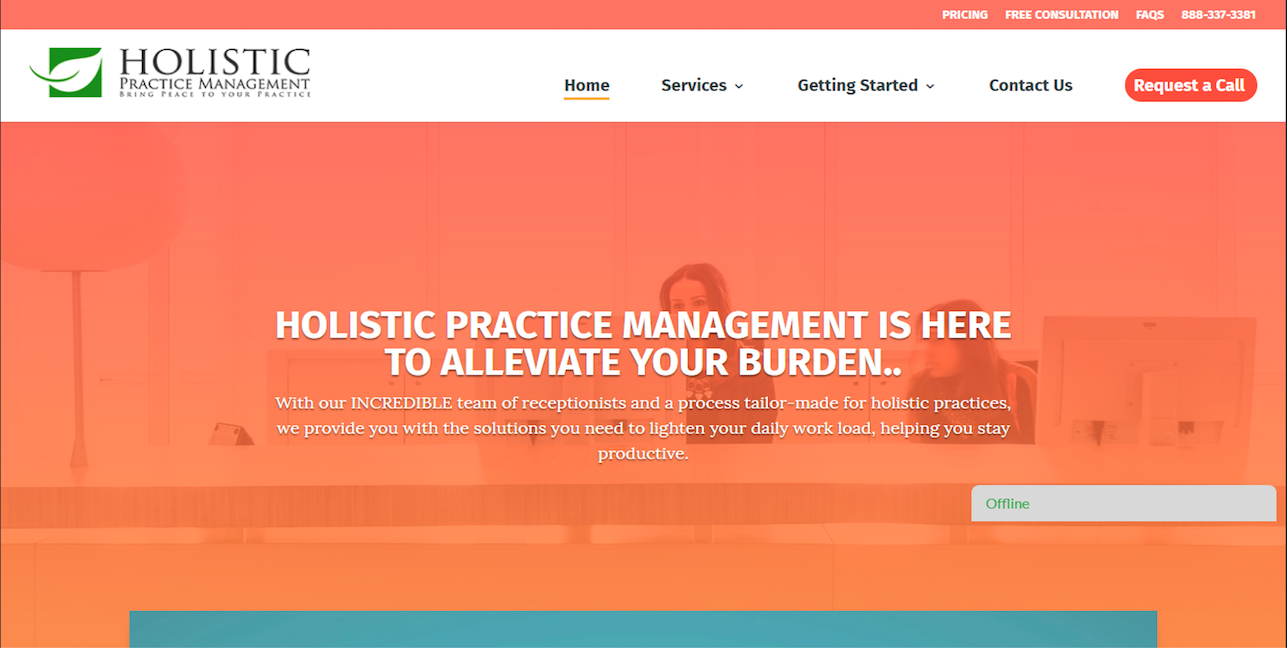 PRICING FREE CONSULTATION FAQS 888-337-3381
HOLISTIC
PRACTICE MANAGEMENT
BRING PEACE TO YOUR PRACTICE
Home Services Getting Started Contact Us Request a Call
HOLISTIC PRACTICE MANAGEMENT IS HERE
TO ALLEVIATE YOUR BURDEN..
With our INCREDIBLE team of receptionists and a process tailor-made for holistic practices,
we provide you with the solutions you need to lighten your daily work load, helping you stay
productive.
Offline